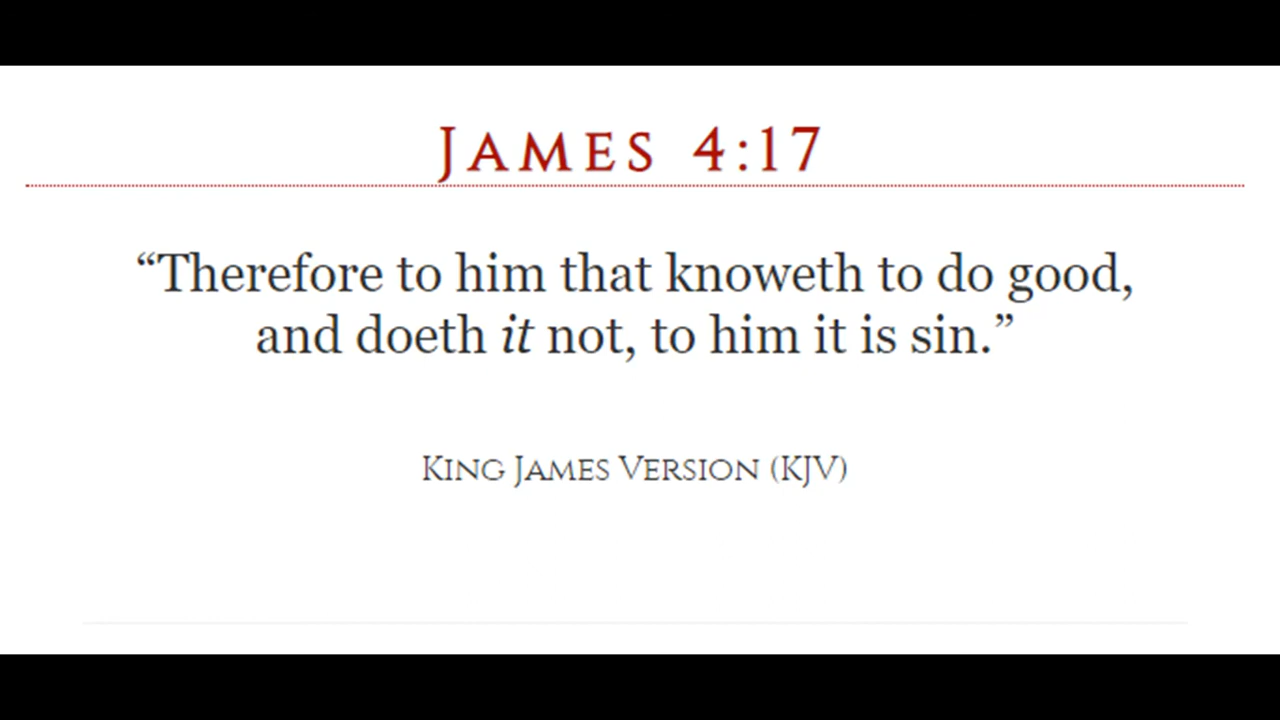 James 4:17
“Therefore to him that knoweth to do good,
and doeth it not, to him it is sin.”
King James Version (KJV)